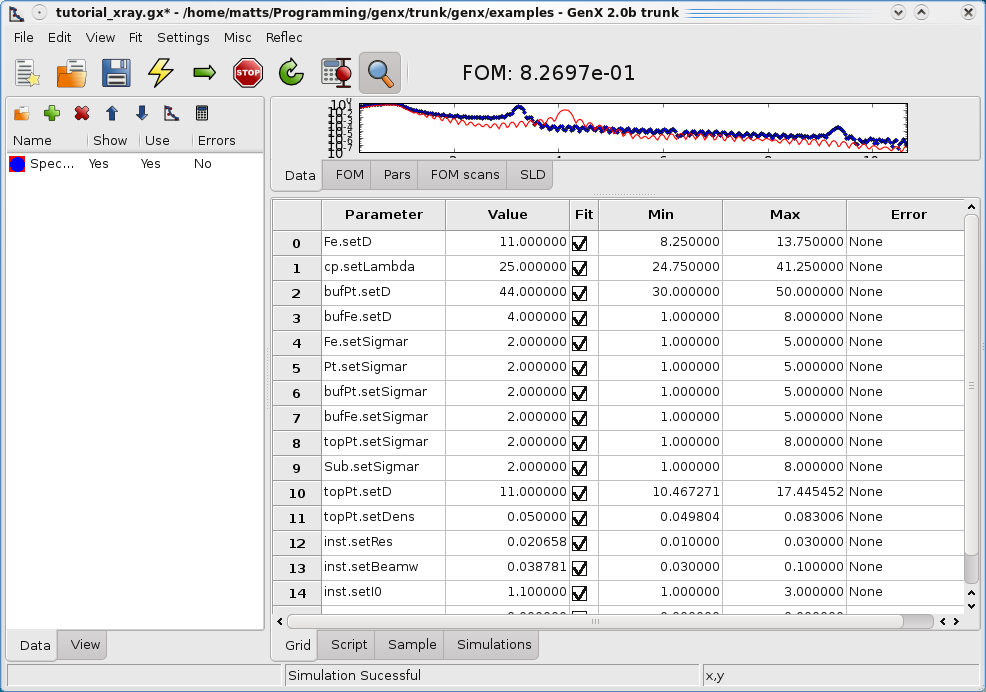 tutorial_xray.gx* - /home/matts/Programming/genx/trunk/genx/examples - GenX 2.0b trunk
File Edit View Fit Settings Misc Reflec
STOP
FOM: 8.2697e-01
Name Show Use Errors
Spec... Yes Yes No
Data FOM Pars FOM scans SLD
Parameter Value Fit Min Max Error
0 Fe.setD 11.000000 8.250000 13.750000 None
1 cp.setLambda 25.000000 24.750000 41.250000 None
2 bufPt.setD 44.000000 30.000000 50.000000 None
3 bufFe.setD 4.000000 1.000000 8.000000 None
4 Fe.setSigmar 2.000000 1.000000 5.000000 None
5 Pt.setSigmar 2.000000 1.000000 5.000000 None
6 bufPt.setSigmar 2.000000 1.000000 5.000000 None
7 bufFe.setSigmar 2.000000 1.000000 5.000000 None
8 topPt.setSigmar 2.000000 1.000000 8.000000 None
9 Sub.setSigmar 2.000000 1.000000 8.000000 None
10 topPt.setD 11.000000 10.467271 17.445452 None
11 topPt.setDens 0.050000 0.049804 0.083006 None
12 inst.setRes 0.020658 0.010000 0.030000 None
13 inst.setBeamw 0.038781 0.030000 0.100000 None
14 inst.setI0 1.100000 1.000000 3.000000 None
Data View
Grid Script Sample Simulations
Simulation Sucessful
x,y